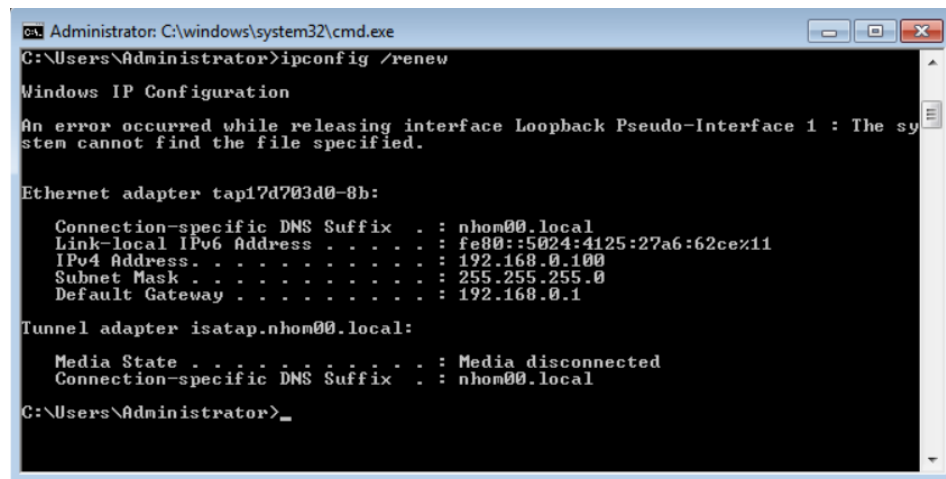 Administrator: C:\windows\system32\cmd.exe
C:\Users\Administrator>ipconfig /renew
Windows IP Configuration
An error occurred while releasing interface Loopback Pseudo-Interface 1 : The sy
stem cannot find the file specified.
Ethernet adapter tap17d703d0-8b:
Connection-specific DNS Suffix  . : nhom00.local
Link-local IPv6 Address . . . . . : fe80::5024:4125:27a6:62ce%11
IPv4 Address. . . . . . . . . . . : 192.168.0.100
Subnet Mask . . . . . . . . . . . : 255.255.255.0
Default Gateway . . . . . . . . . : 192.168.0.1
Tunnel adapter isatap.nhom00.local:
Media State . . . . . . . . . . . : Media disconnected
Connection-specific DNS Suffix  . : nhom00.local
C:\Users\Administrator>_